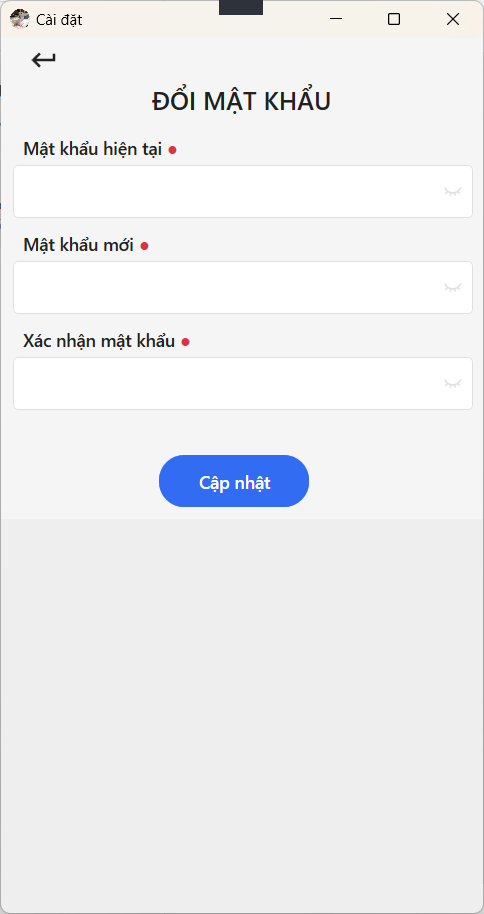 Cài đặt
ĐỔI MẬT KHẨU
Mật khẩu hiện tại
Mật khẩu mới
Xác nhận mật khẩu
Cập nhật